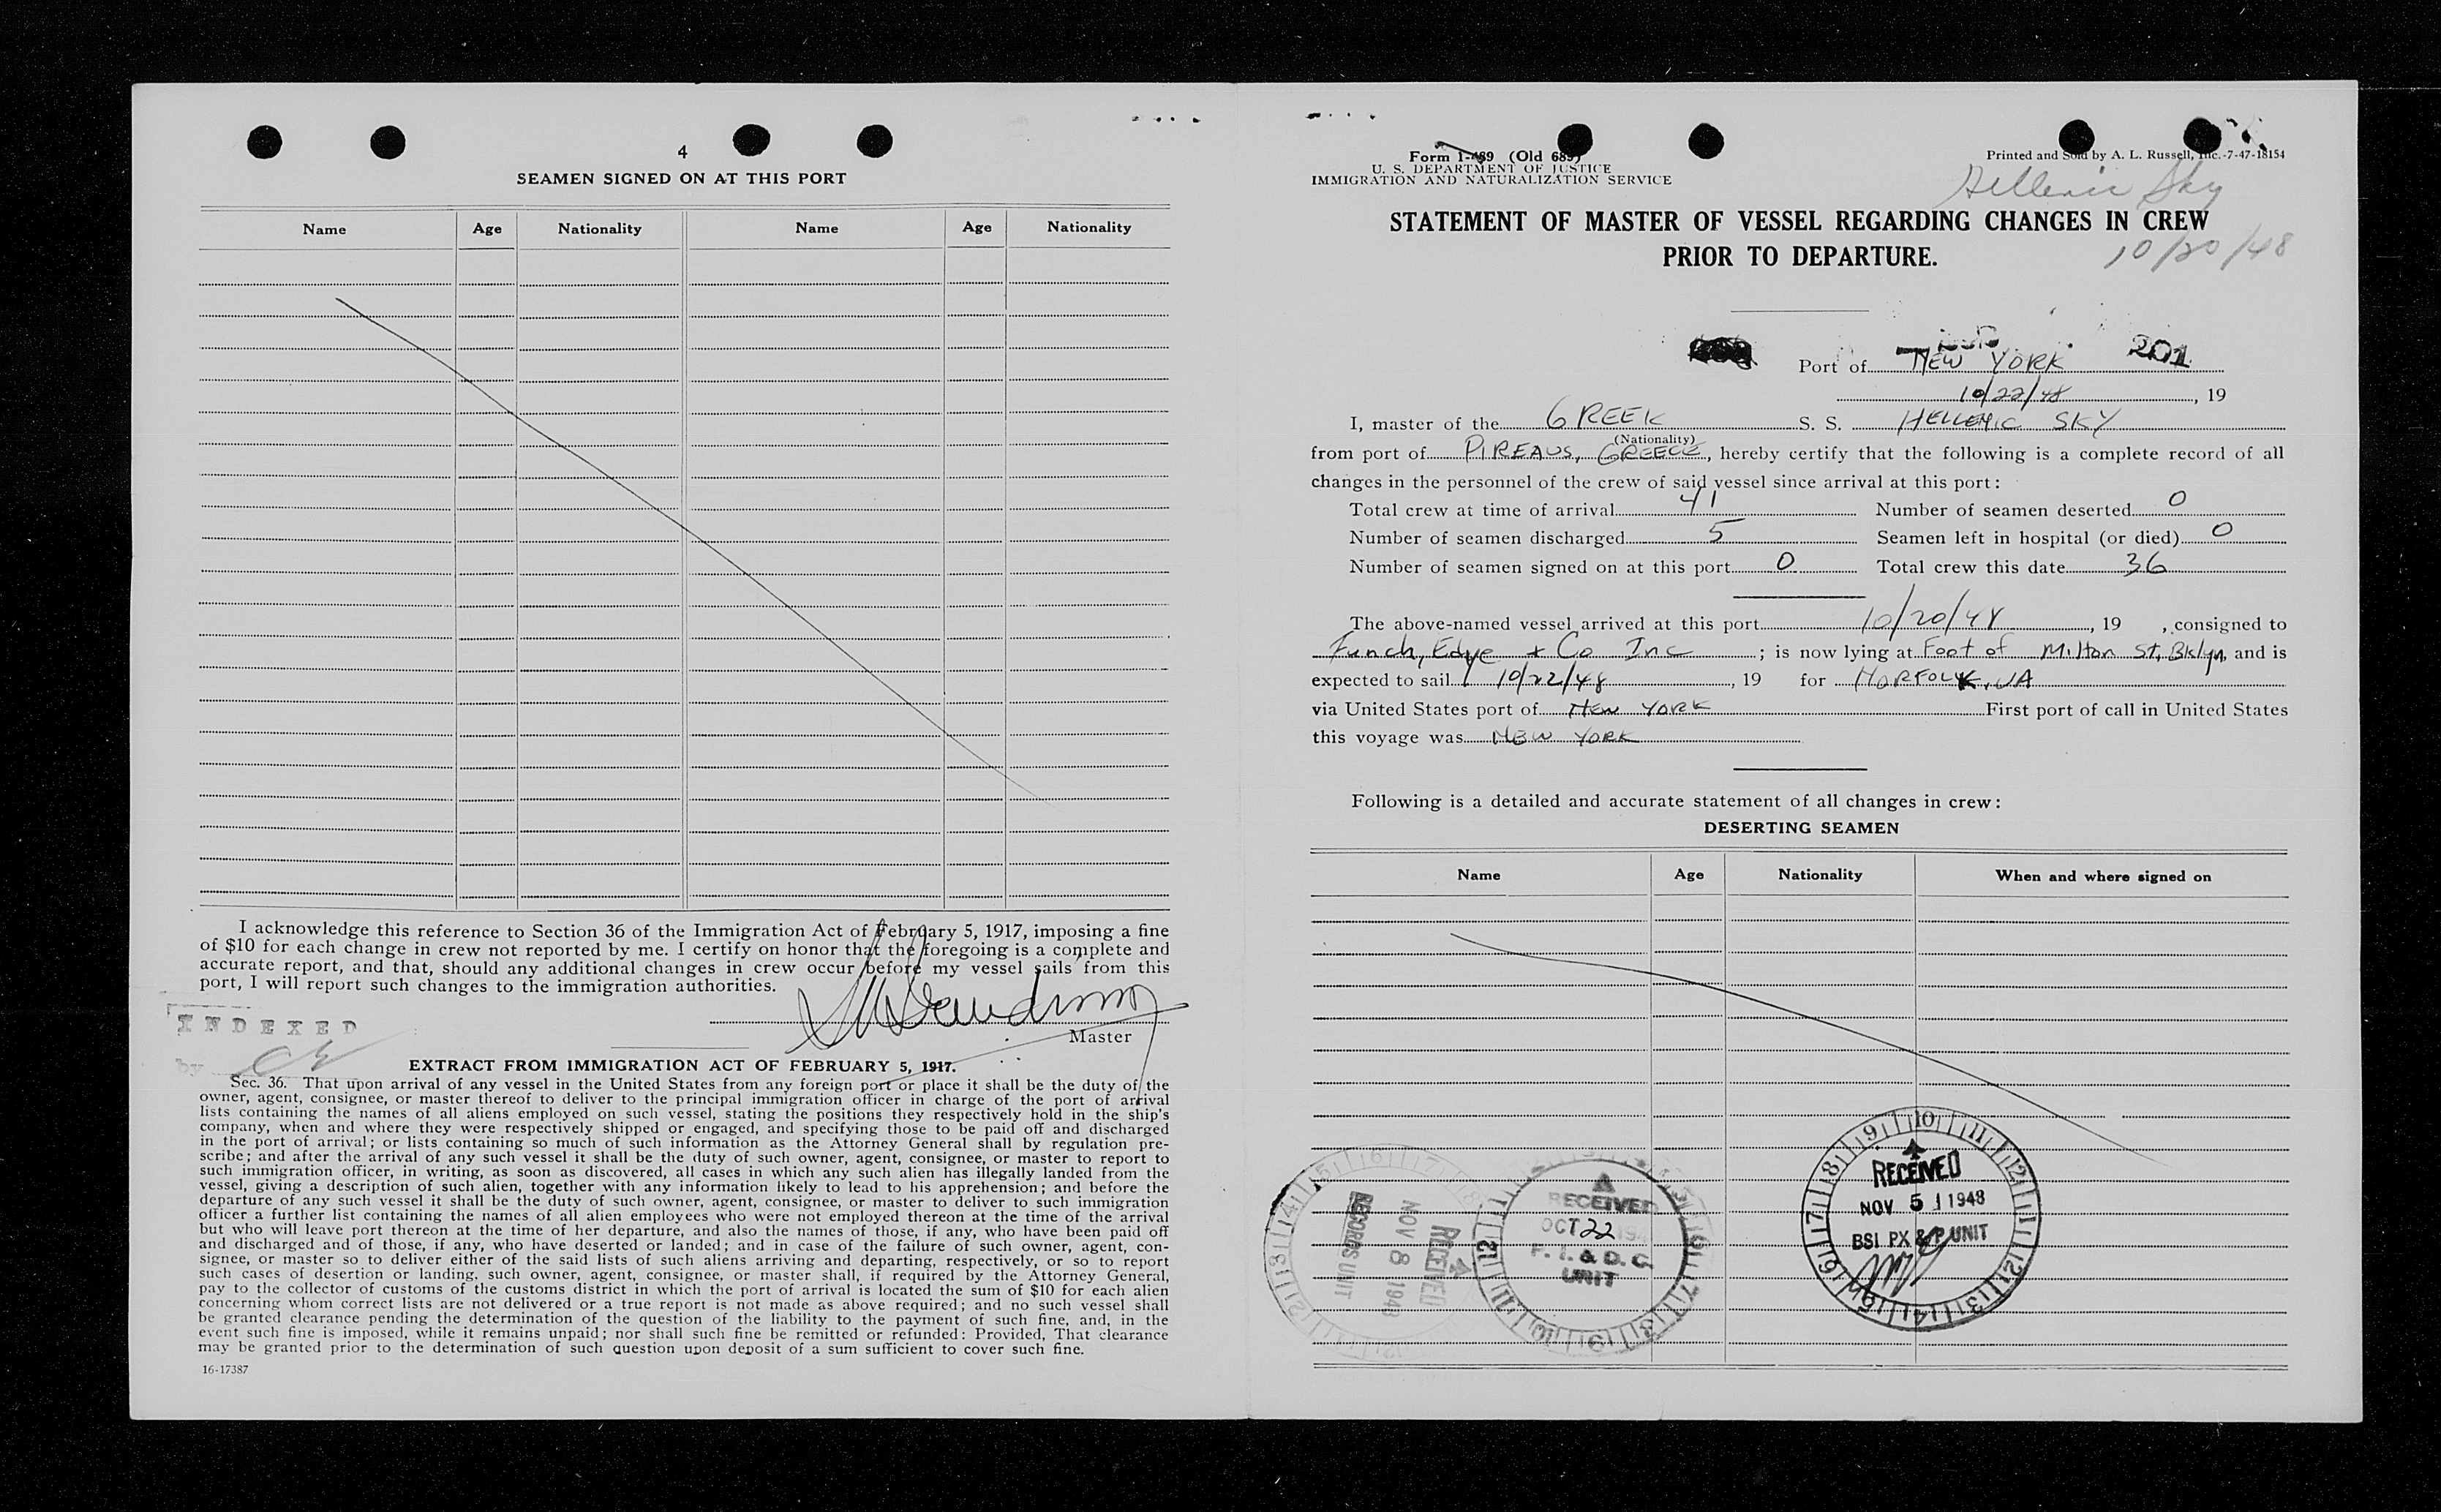 4
SEAMEN SIGNED ON AT THIS PORT
Name Age Nationality Name Age Nationality
I acknowledge this reference to Section 36 of the Immigration Act of February 5, 1917, imposing a fine
of $10 for each change in crew not reported by me. I certify on honor that the foregoing is a complete and
accurate report, and that, should any additional changes in crew occur before my vessel sails from this
port, I will report such changes to the immigration authorities.
INDEXED
by
Master
EXTRACT FROM IMMIGRATION ACT OF FEBRUARY 5, 1917.
Sec. 36. That upon arrival of any vessel in the United States from any foreign port or place it shall be the duty of the
owner, agent, consignee, or master thereof to deliver to the principal immigration officer in charge of the port of arrival
lists containing the names of all aliens employed on such vessel, stating the positions they respectively hold in the ship's
company, when and where they were respectively shipped or engaged, and specifying those to be paid off and discharged
in the port of arrival; or lists containing so much of such information as the Attorney General shall by regulation pre-
scribe; and after the arrival of any such vessel it shall be the duty of such owner, agent, consignee, or master to report to
such immigration officer, in writing, as soon as discovered, all cases in which any such alien has illegally landed from the
vessel, giving a description of such alien, together with any information likely to lead to his apprehension; and before the
departure of any such vessel it shall be the duty of such owner, agent, consignee, or master to deliver to such immigration
officer a further list containing the names of all alien employees who were not employed thereon at the time of the arrival
but who will leave port thereon at the time of her departure, and also the names of those, if any, who have been paid off
and discharged and of those, if any, who have deserted or landed; and in case of the failure of such owner, agent, con-
signee, or master so to deliver either of the said lists of such aliens arriving and departing, respectively, or so to report
such cases of desertion or landing, such owner, agent, consignee, or master shall, if required by the Attorney General,
pay to the collector of customs of the customs district in which the port of arrival is located the sum of $10 for each alien
concerning whom correct lists are not delivered or a true report is not made as above required; and no such vessel shall
be granted clearance pending the determination of the question of the liability to the payment of such fine, and, in the
event such fine is imposed, while it remains unpaid; nor shall such fine be remitted or refunded: Provided, That clearance
may be granted prior to the determination of such question upon deposit of a sum sufficient to cover such fine.
16-17387
Form I-489 (Old 689)
U. S. DEPARTMENT OF JUSTICE
IMMIGRATION AND NATURALIZATION SERVICE
Printed and Sold by A. L. Russell, Inc.-7-47-18154
Hellenic Sky
STATEMENT OF MASTER OF VESSEL REGARDING CHANGES IN CREW
PRIOR TO DEPARTURE.
10/20/48
Port of NEW YORK 201
10/22/48, 19
I, master of the GREEK S. S. HELLENIC SKY
(Nationality)
from port of PIREAUS, GREECE, hereby certify that the following is a complete record of all
changes in the personnel of the crew of said vessel since arrival at this port:
Total crew at time of arrival 41 Number of seamen deserted 0
Number of seamen discharged 5 Seamen left in hospital (or died) 0
Number of seamen signed on at this port 0 Total crew this date 36
The above-named vessel arrived at this port 10/20/48, 19 , consigned to
Funch, Edye & Co Inc ; is now lying at Foot of Milton St, Bklyn, and is
expected to sail 10/22/48, 19 for NORFOLK, VA
via United States port of NEW YORK First port of call in United States
this voyage was NEW YORK
Following is a detailed and accurate statement of all changes in crew:
DESERTING SEAMEN
Name Age Nationality When and where signed on
RECEIVED
NOV 8 1948
RECORDS UNIT
RECEIVED
OCT 22 194
F. I. & D. C.
UNIT
RECEIVED
NOV 5 1948
BSI PX & P UNIT